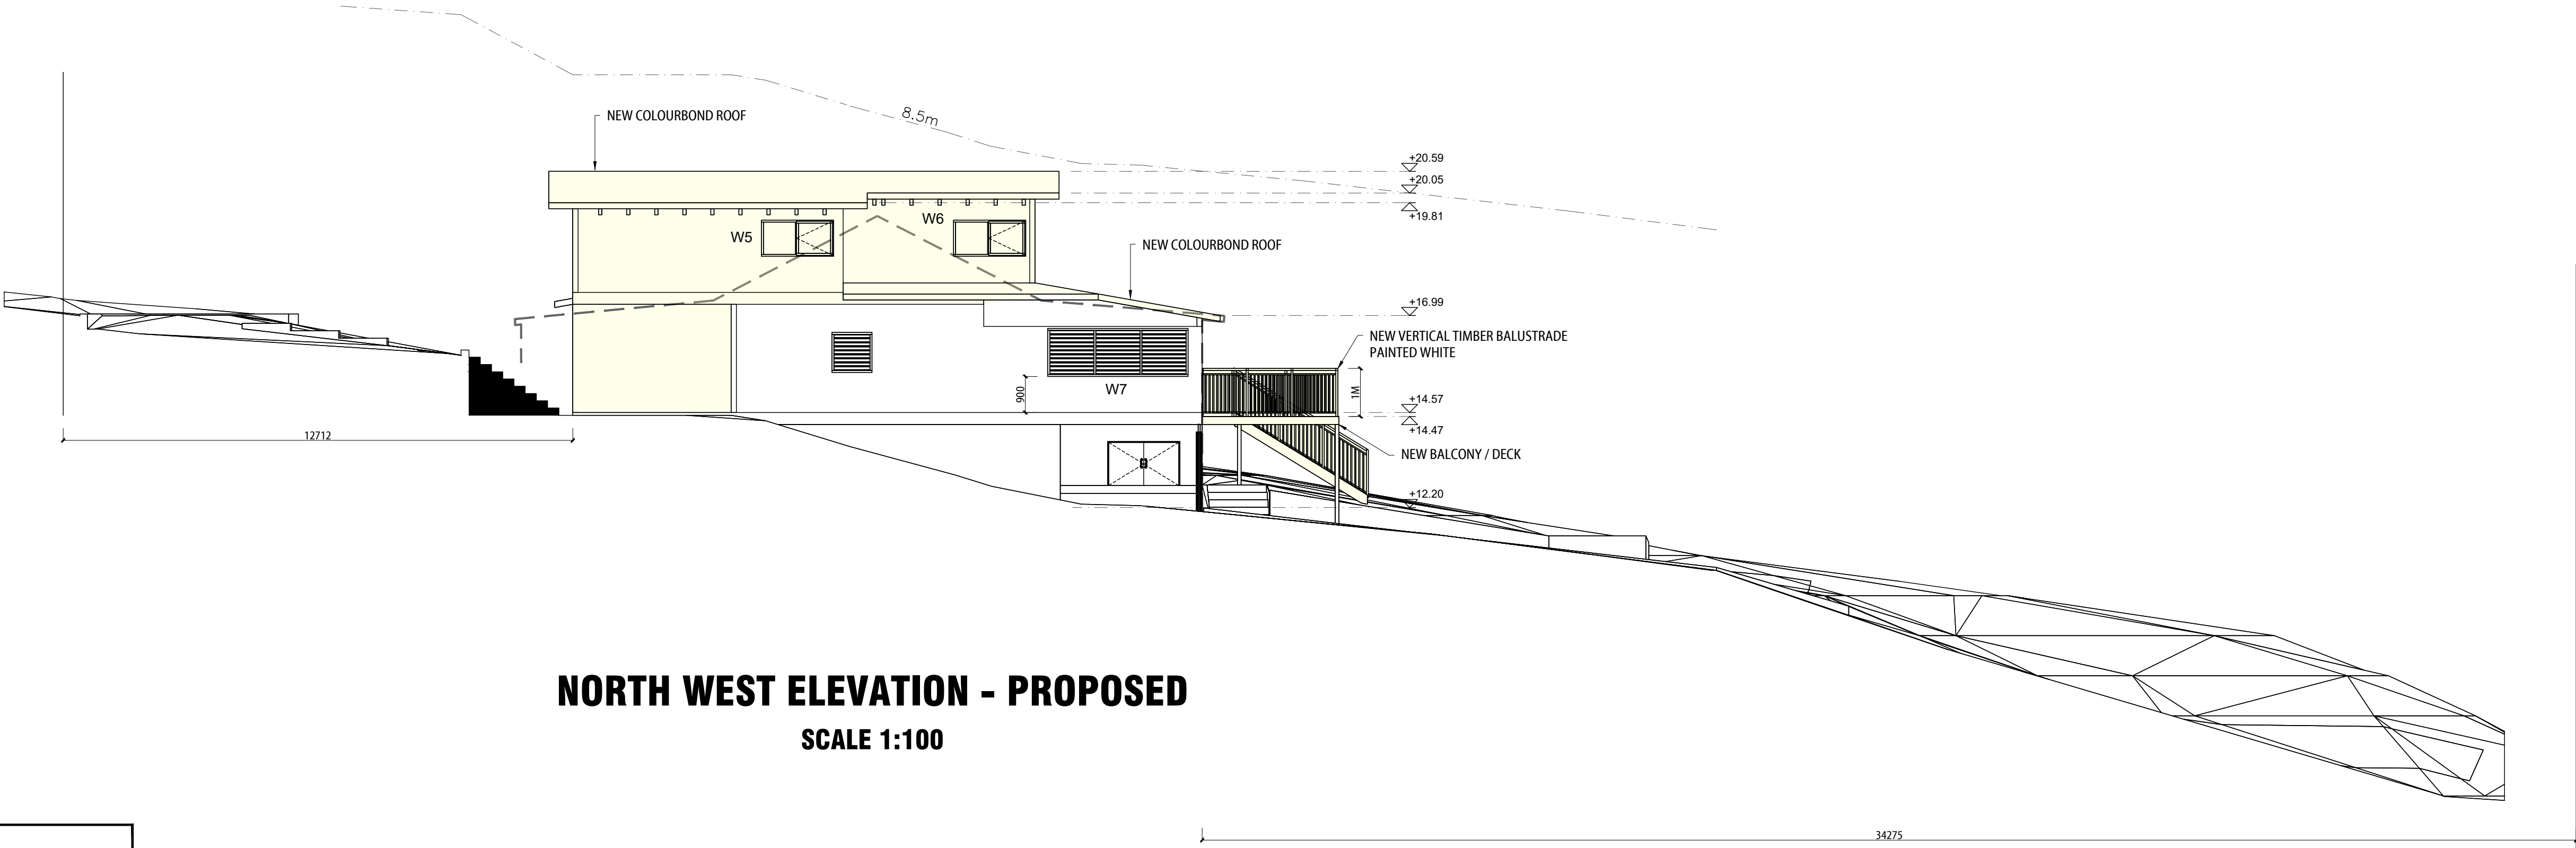 8.5m
NEW COLOURBOND ROOF
+20.59
+20.05
+19.81
W5
W6
NEW COLOURBOND ROOF
+16.99
NEW VERTICAL TIMBER BALUSTRADE
PAINTED WHITE
900
W7
1M
+14.57
+14.47
12712
NEW BALCONY / DECK
+12.20
NORTH WEST ELEVATION - PROPOSED
SCALE 1:100
34275